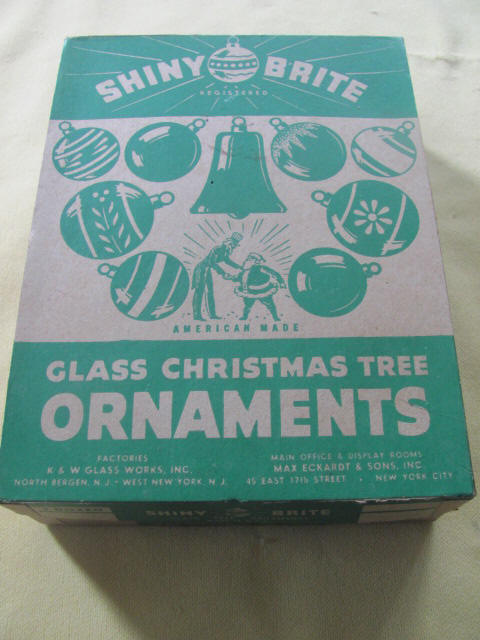 SHINY BRITE
REGISTERED
AMERICAN MADE
GLASS CHRISTMAS TREE
ORNAMENTS
FACTORIES
K & W GLASS WORKS, INC.
NORTH BERGEN, N.J. - WEST NEW YORK, N.J.
MAIN OFFICE & DISPLAY ROOMS
MAX ECKARDT & SONS, INC.
45 EAST 17th STREET . NEW YORK CITY
SHINY BRITE